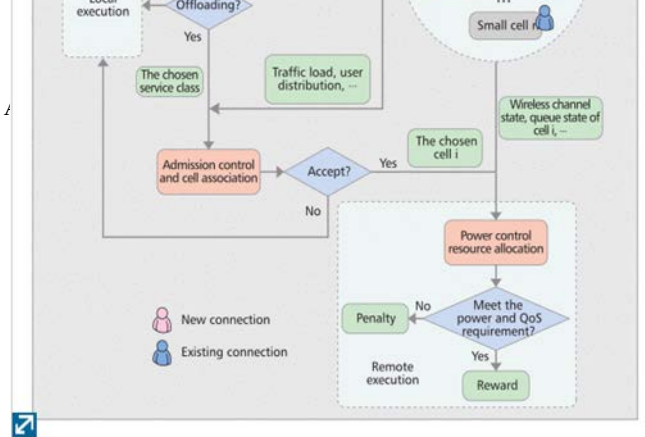 execution
Offloading?
...
Small cell
Yes
The chosen
service class
Traffic load, user
distribution, ...
Wireless channel
state, queue state of
cell i, ...
The chosen
cell i
Admission control
and cell association
Accept?
Yes
No
Power control
resource allocation
Penalty
No
Meet the
power and QoS
requirement?
New connection
Existing connection
Yes
Remote
execution
Reward